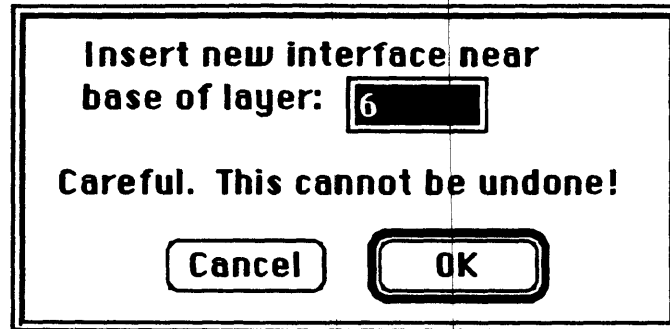 Insert new interface near
base of layer: 6
Careful. This cannot be undone!
Cancel OK